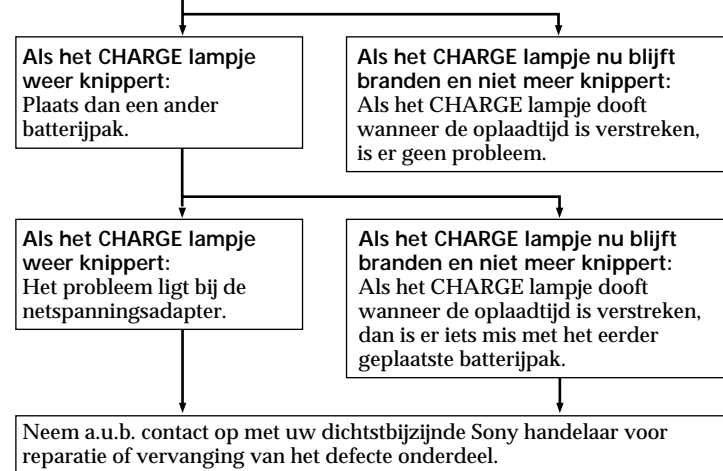 Als het CHARGE lampje
weer knippert:
Plaats dan een ander
batterijpak.
Als het CHARGE lampje nu blijft
branden en niet meer knippert:
Als het CHARGE lampje dooft
wanneer de oplaadtijd is verstreken,
is er geen probleem.
Als het CHARGE lampje
weer knippert:
Het probleem ligt bij de
netspanningsadapter.
Als het CHARGE lampje nu blijft
branden en niet meer knippert:
Als het CHARGE lampje dooft
wanneer de oplaadtijd is verstreken,
dan is er iets mis met het eerder
geplaatste batterijpak.
Neem a.u.b. contact op met uw dichtstbijzijnde Sony handelaar voor
reparatie of vervanging van het defecte onderdeel.